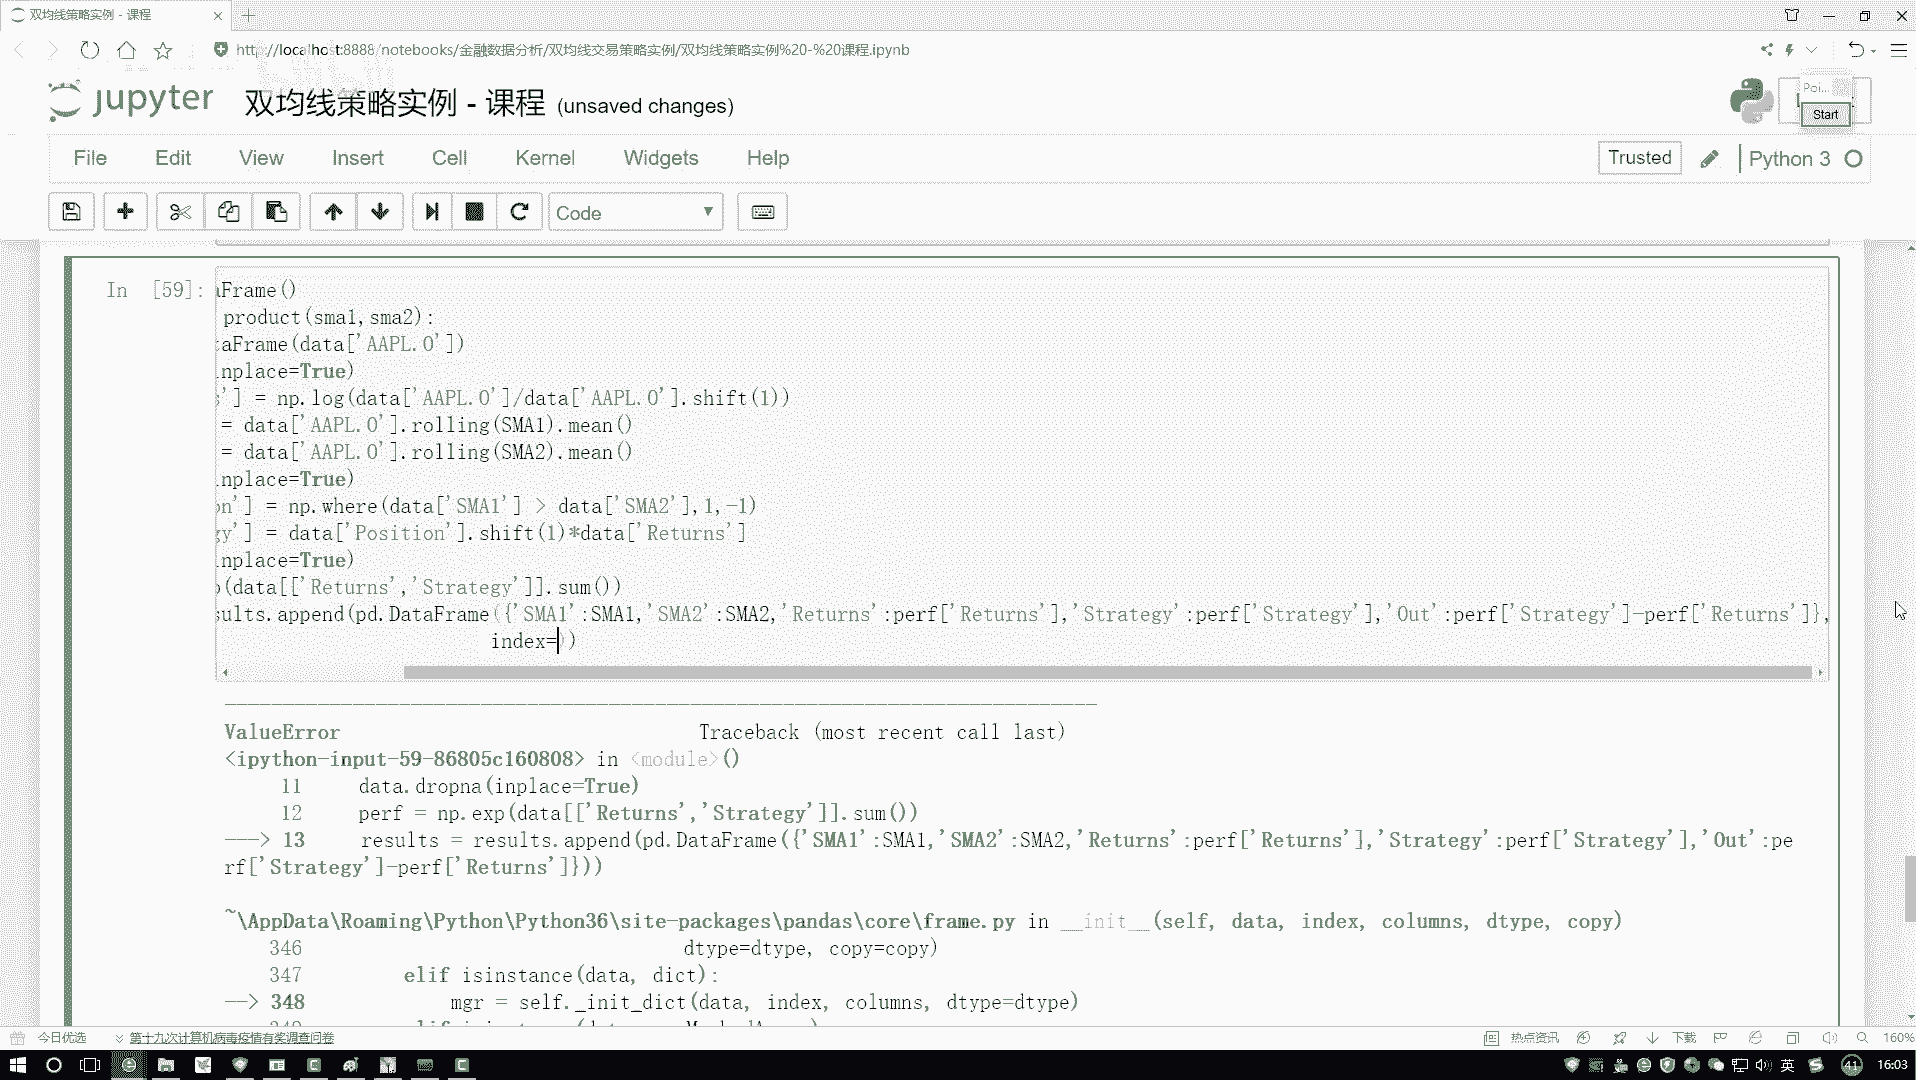 双均线策略实例 - 课程
http://localhost:8888/notebooks/金融数据分析/双均线交易策略实例/双均线策略实例%20-%20课程.ipynb
jupyter 双均线策略实例 - 课程 (unsaved changes)
Poi...
Start
File Edit View Insert Cell Kernel Widgets Help
Trusted Python 3
Code
In [59]: aFrame()
product(sma1,sma2):
taFrame(data['AAPL.O'])
inplace=True)
s'] = np.log(data['AAPL.O']/data['AAPL.O'].shift(1))
= data['AAPL.O'].rolling(SMA1).mean()
= data['AAPL.O'].rolling(SMA2).mean()
inplace=True)
on'] = np.where(data['SMA1'] > data['SMA2'],1,-1)
gy'] = data['Position'].shift(1)*data['Returns']
inplace=True)
p(data[['Returns','Strategy']].sum())
sults.append(pd.DataFrame({'SMA1':SMA1,'SMA2':SMA2,'Returns':perf['Returns'],'Strategy':perf['Strategy'],'Out':perf['Strategy']-perf['Returns']},
index=))
ValueError Traceback (most recent call last)
<ipython-input-59-86805c160808> in <module>()
11 data.dropna(inplace=True)
12 perf = np.exp(data[['Returns','Strategy']].sum())
---> 13 results = results.append(pd.DataFrame({'SMA1':SMA1,'SMA2':SMA2,'Returns':perf['Returns'],'Strategy':perf['Strategy'],'Out':pe
rf['Strategy']-perf['Returns']}))
~\AppData\Roaming\Python\Python36\site-packages\pandas\core\frame.py in __init__(self, data, index, columns, dtype, copy)
346 dtype=dtype, copy=copy)
347 elif isinstance(data, dict):
--> 348 mgr = self._init_dict(data, index, columns, dtype=dtype)
今日优选 第十九次计算机病毒疫情有奖调查问卷 热点资讯 下载 160%
英 41 16:03